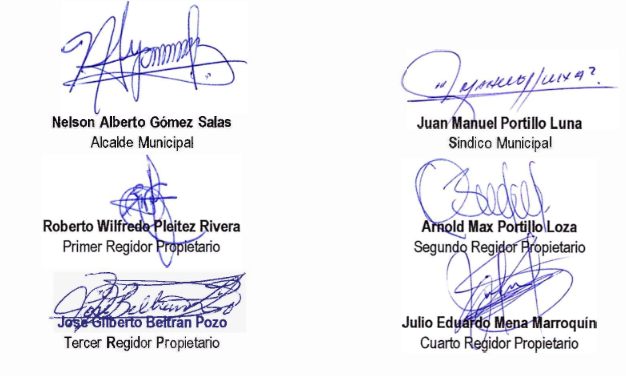 Nelson Alberto Gómez Salas
Alcalde Municipal
Juan Manuel Portillo Luna
Sindico Municipal
Roberto Wilfredo Pleitez Rivera
Primer Regidor Propietario
Arnold Max Portillo Loza
Segundo Regidor Propietario
José Gilberto Beltrán Pozo
Tercer Regidor Propietario
Julio Eduardo Mena Marroquín
Cuarto Regidor Propietario